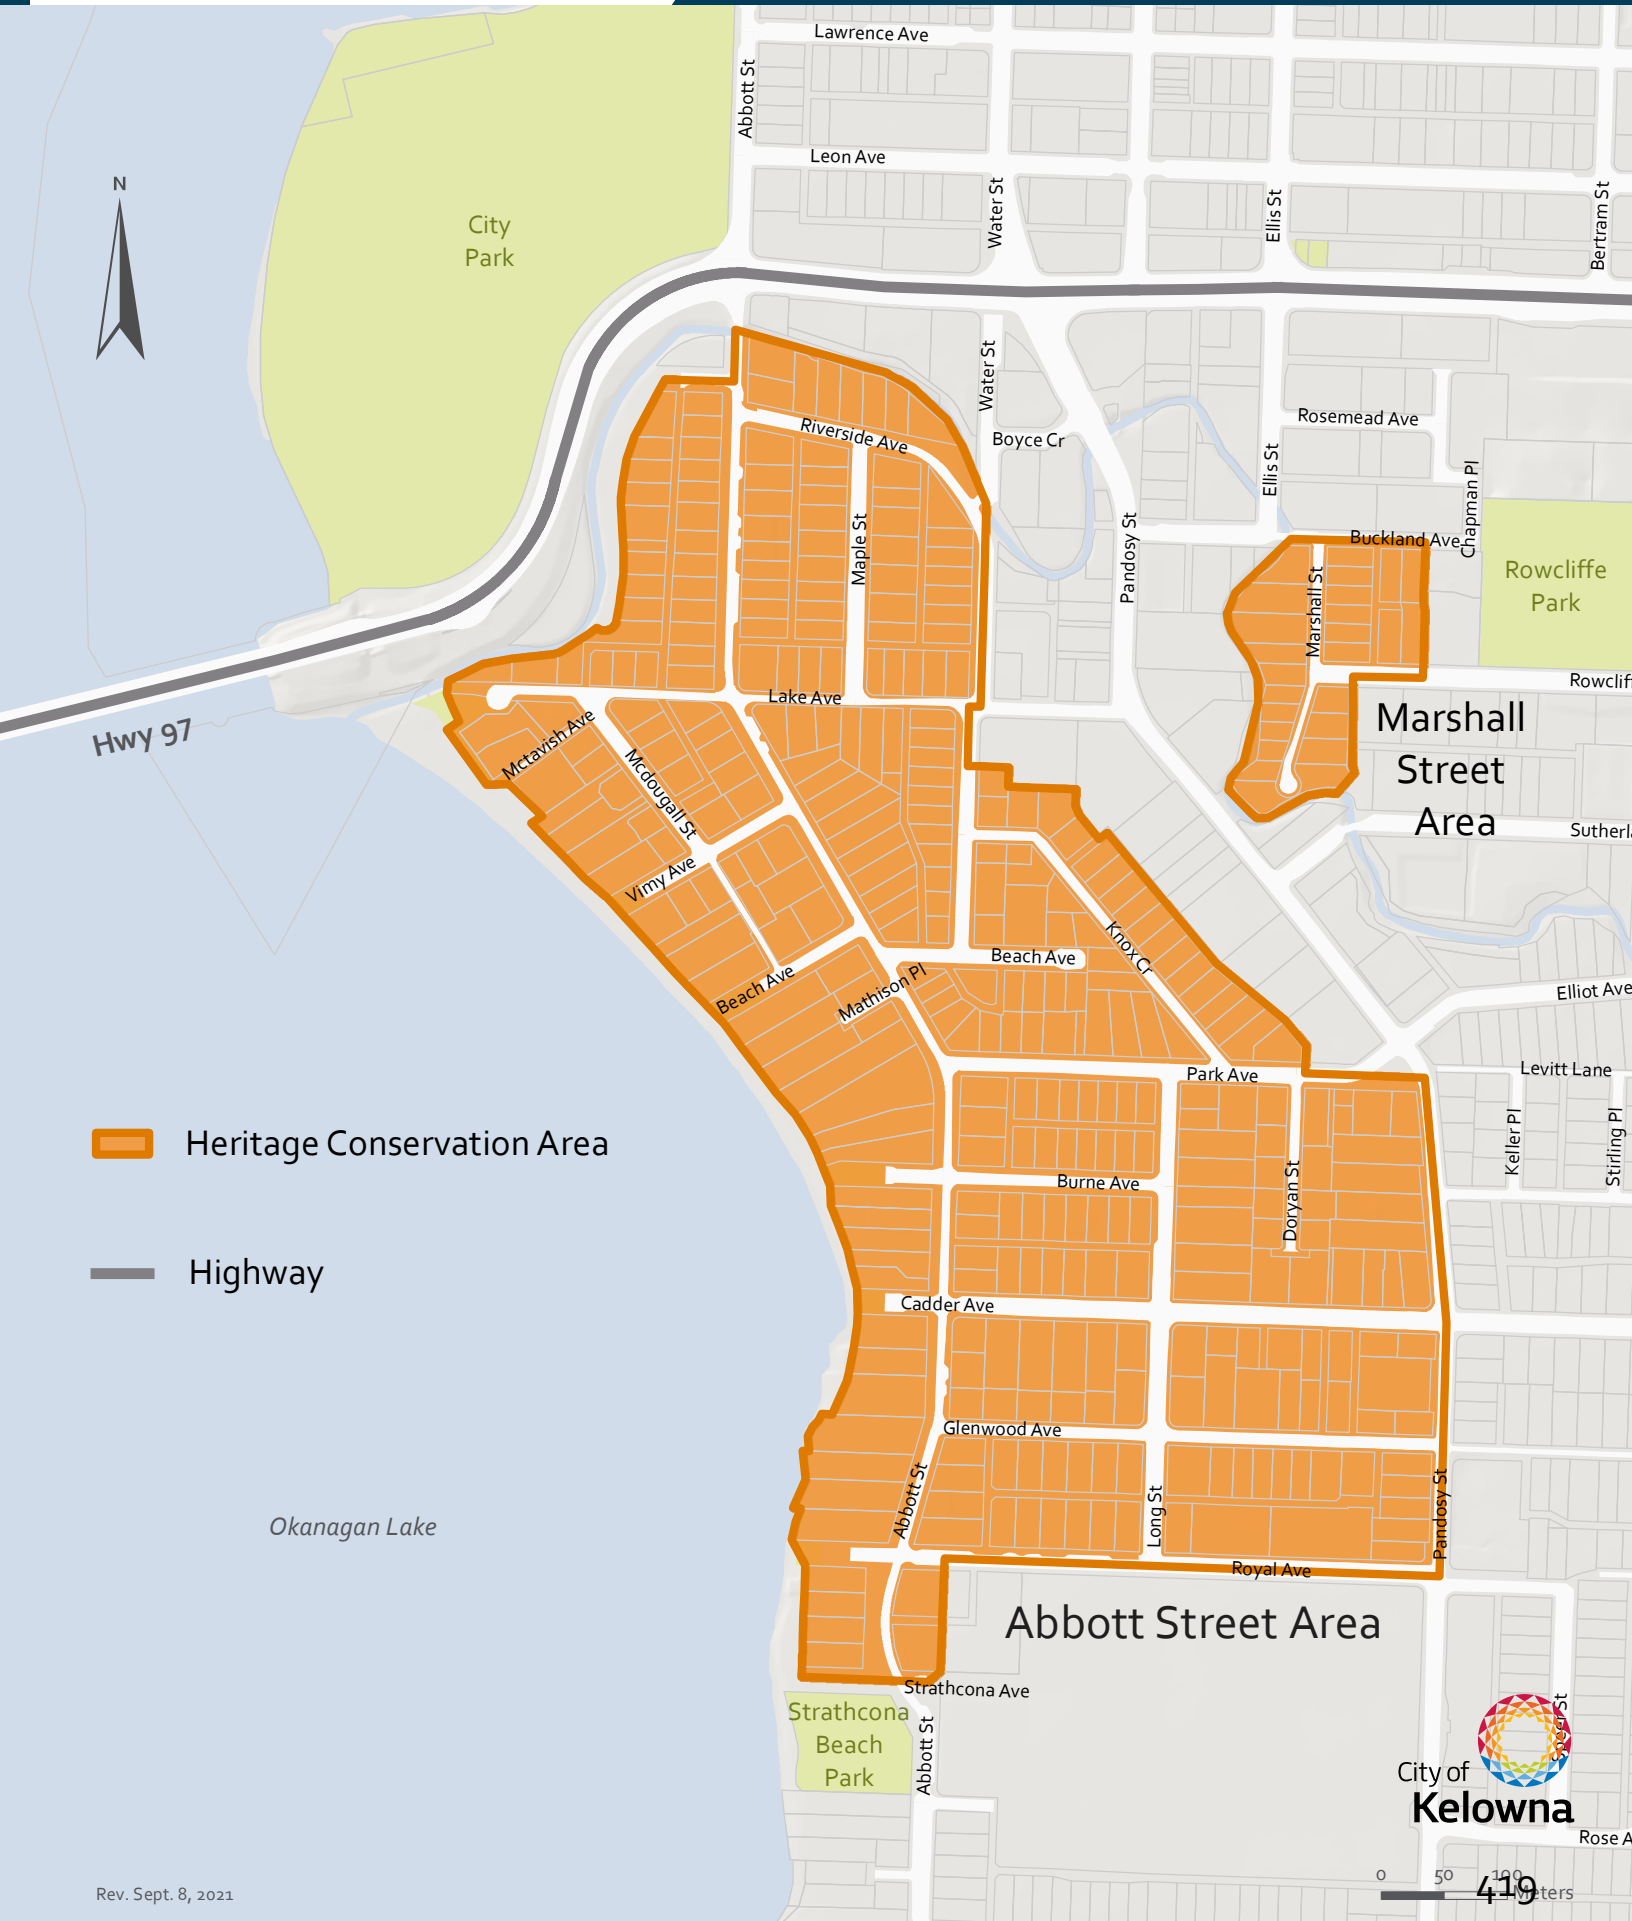 Lawrence Ave
Abbott St
Leon Ave
Water St
Ellis St
Bertram St
N
City
Park
Water St
Boyce Cr
Rosemead Ave
Ellis St
Chapman Pl
Riverside Ave
Maple St
Pandosy St
Buckland Ave
Marshall St
Rowcliffe
Park
Lake Ave
Hwy 97
Mctavish Ave
Mcdougall St
Marshall
Street
Area
Vimy Ave
Knox Cr
Beach Ave
Beach Ave
Mathison Pl
Elliot Ave
Park Ave
Levitt Lane
Keller Pl
Stirling Pl
Heritage Conservation Area
Burne Ave
Doryan St
Highway
Cadder Ave
Glenwood Ave
Abbott St
Long St
Pandosy St
Okanagan Lake
Royal Ave
Abbott Street Area
Strathcona Ave
Strathcona
Beach
Park
Abbott St
City of
Kelowna
Rose A
0 50 100
Meters
419
Rev. Sept. 8, 2021